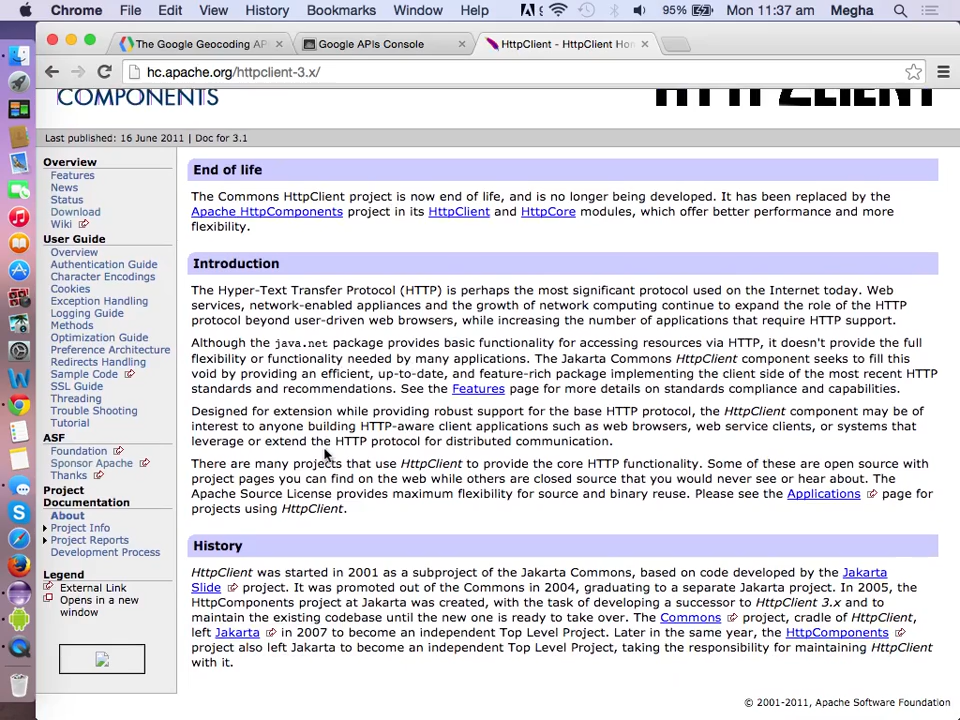 Chrome File Edit View History Bookmarks Window Help 95% Mon 11:37 am Megha
The Google Geocoding AP × Google APIs Console × HttpClient - HttpClient Hom ×
hc.apache.org/httpclient-3.x/
COMPONENTS HTTPCLIENT
Last published: 16 June 2011 | Doc for 3.1
Overview
Features
News
Status
Download
Wiki
User Guide
Overview
Authentication Guide
Character Encodings
Cookies
Exception Handling
Logging Guide
Methods
Optimization Guide
Preference Architecture
Redirects Handling
Sample Code
SSL Guide
Threading
Trouble Shooting
Tutorial
ASF
Foundation
Sponsor Apache
Thanks
Project
Documentation
About
Project Info
Project Reports
Development Process
Legend
External Link
Opens in a new
window
End of life
The Commons HttpClient project is now end of life, and is no longer being developed. It has been replaced by the
Apache HttpComponents project in its HttpClient and HttpCore modules, which offer better performance and more
flexibility.
Introduction
The Hyper-Text Transfer Protocol (HTTP) is perhaps the most significant protocol used on the Internet today. Web
services, network-enabled appliances and the growth of network computing continue to expand the role of the HTTP
protocol beyond user-driven web browsers, while increasing the number of applications that require HTTP support.
Although the java.net package provides basic functionality for accessing resources via HTTP, it doesn't provide the full
flexibility or functionality needed by many applications. The Jakarta Commons HttpClient component seeks to fill this
void by providing an efficient, up-to-date, and feature-rich package implementing the client side of the most recent HTTP
standards and recommendations. See the Features page for more details on standards compliance and capabilities.
Designed for extension while providing robust support for the base HTTP protocol, the HttpClient component may be of
interest to anyone building HTTP-aware client applications such as web browsers, web service clients, or systems that
leverage or extend the HTTP protocol for distributed communication.
There are many projects that use HttpClient to provide the core HTTP functionality. Some of these are open source with
project pages you can find on the web while others are closed source that you would never see or hear about. The
Apache Source License provides maximum flexibility for source and binary reuse. Please see the Applications page for
projects using HttpClient.
History
HttpClient was started in 2001 as a subproject of the Jakarta Commons, based on code developed by the Jakarta
Slide project. It was promoted out of the Commons in 2004, graduating to a separate Jakarta project. In 2005, the
HttpComponents project at Jakarta was created, with the task of developing a successor to HttpClient 3.x and to
maintain the existing codebase until the new one is ready to take over. The Commons project, cradle of HttpClient,
left Jakarta in 2007 to become an independent Top Level Project. Later in the same year, the HttpComponents
project also left Jakarta to become an independent Top Level Project, taking the responsibility for maintaining HttpClient
with it.
© 2001-2011, Apache Software Foundation